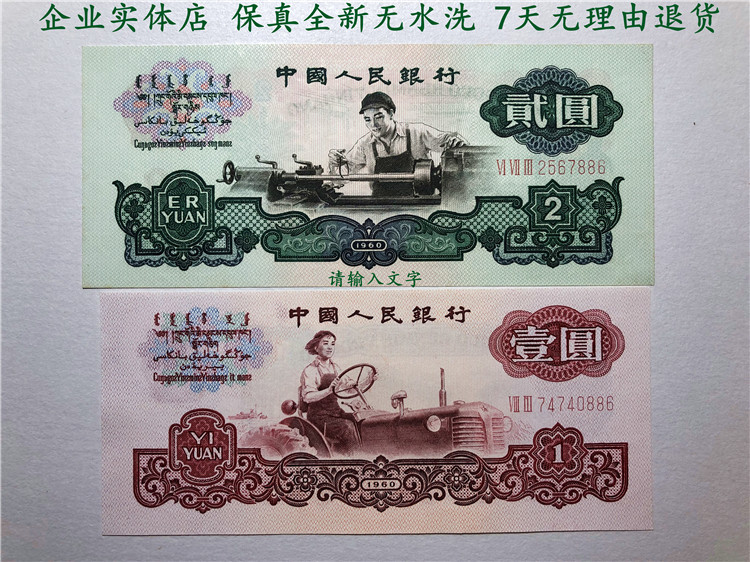 企业实体店 保真全新无水洗 7天无理由退货
中國人民銀行
貳圓
VI VII III 2567886
ER
YUAN
2
1960
请输入文字
中國人民銀行
壹圓
VIII III 74740886
YI
YUAN
1
1960